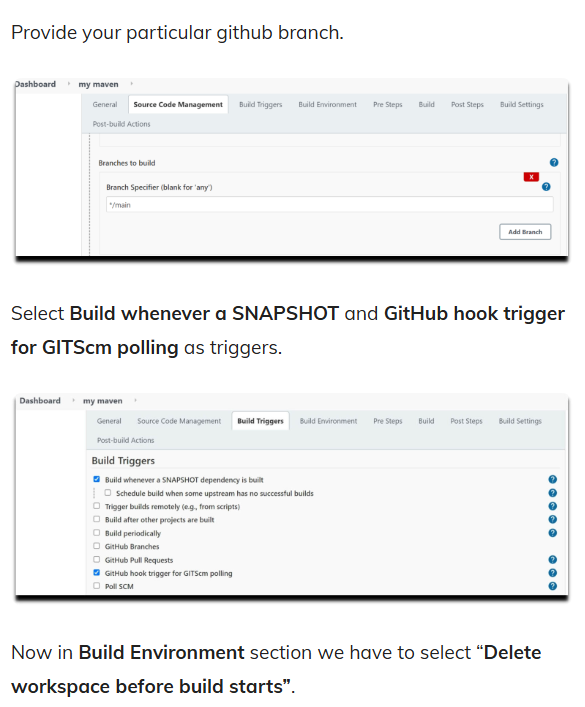 Provide your particular github branch.
Dashboard › my maven ›
General Source Code Management Build Triggers Build Environment Pre Steps Build Post Steps Build Settings
Post-build Actions
Branches to build
?
X
Branch Specifier (blank for 'any')
?
*/main
Add Branch
Select Build whenever a SNAPSHOT and GitHub hook trigger
for GITScm polling as triggers.
Dashboard › my maven ›
General Source Code Management Build Triggers Build Environment Pre Steps Build Post Steps Build Settings
Post-build Actions
Build Triggers
Build whenever a SNAPSHOT dependency is built ?
Schedule build when some upstream has no successful builds ?
Trigger builds remotely (e.g., from scripts) ?
Build after other projects are built ?
Build periodically ?
GitHub Branches
GitHub Pull Requests ?
GitHub hook trigger for GITScm polling ?
Poll SCM ?
Now in Build Environment section we have to select “Delete
workspace before build starts”.